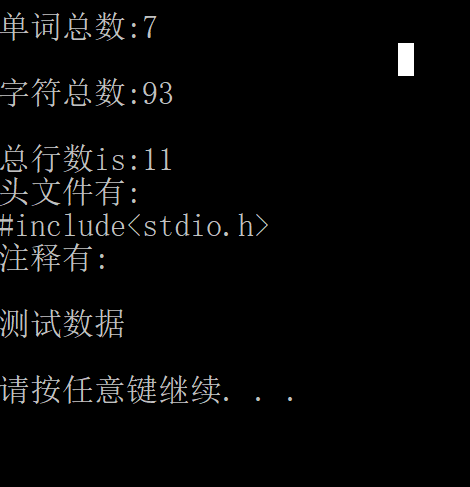 单词总数:7
字符总数:93
总行数is:11
头文件有:
#include<stdio.h>
注释有:
测试数据
请按任意键继续. . .